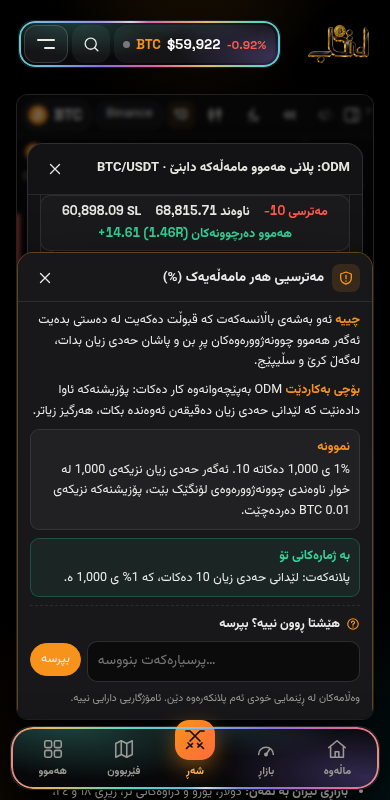 BTC $59,922 -0.92%
BTC
Binance
ODM: پلانی هەموو مامەڵەکە دابنێ · BTC/USDT
مەترسی 10- ناوەند 68,815.71 SL 60,898.09
هەموو دەرچوونەکان (1.46R) 14.61+
مەترسیی هەر مامەڵەیەک (%)
چییە ئەو بەشەی باڵانسەکەت کە قبوڵت دەکەیت لە دەستی بدەیت
ئەگەر هەموو چوونەژوورەوەکان پڕ بن و پاشان حەدی زیان بدات،
لەگەڵ کرێ و سڵیپێج.
بۆچی بەکاردێت ODM بەپێچەوانەوە کار دەکات: پۆزیشنەکە ئاوا
دادەنێت کە لێدانی حەدی زیان دەقیقەن ئەوەندە بکات، هەرگیز زیاتر.
نموونە
1% ی 1,000 دەکاتە 10. ئەگەر حەدی زیان نزیکەی 1,000 لە
خوار ناوەندی چوونەژوورەوەی لۆنگێک بێت، پۆزیشنەکە نزیکەی
0.01 BTC دەردەچێت.
بە ژمارەکانی تۆ
پلانەکەت: لێدانی حەدی زیان 10 دەکات، کە 1% ی 1,000 ە.
هێشتا ڕوون نییە؟ بپرسە
پرسیارەکەت بنووسە...
بپرسە
وەڵامەکان لە ڕێنمایی خودی ئەم پلانکەرەوە دێن. ئامۆژگاریی دارایی نییە.
ماڵەوە
بازاڕ
شەڕ
فێربوون
هەموو